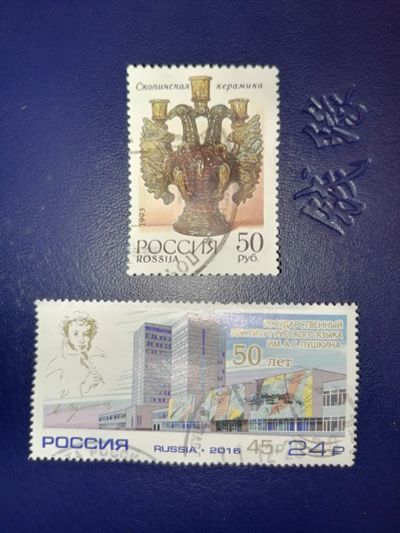 Скопинская керамика
1993
РОССИЯ 50
ROSSIJA руб.
ГОСУДАРСТВЕННЫЙ
ИНСТИТУТ РУССКОГО ЯЗЫКА
ИМ. А.С. ПУШКИНА
50 лет
РОССИЯ RUSSIA · 2016 45₽ 24₽